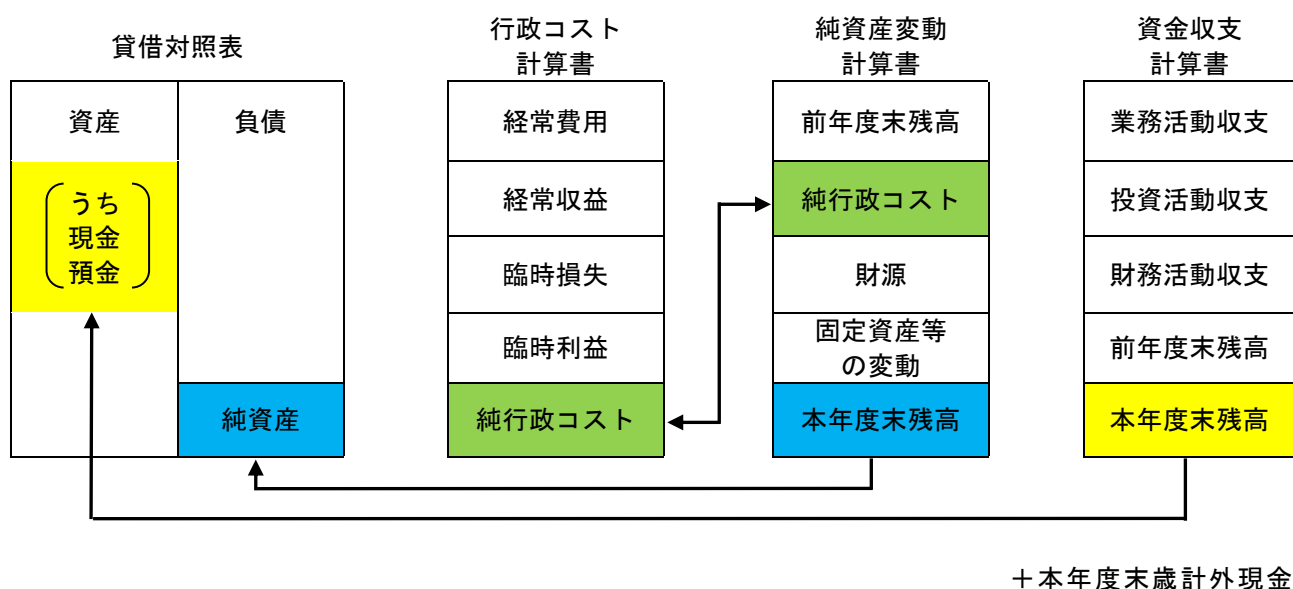 貸借対照表
資産
負債
うち
現金
預金
純資産
行政コスト
計算書
経常費用
経常収益
臨時損失
臨時利益
純行政コスト
純資産変動
計算書
前年度末残高
純行政コスト
財源
固定資産等
の変動
本年度末残高
資金収支
計算書
業務活動収支
投資活動収支
財務活動収支
前年度末残高
本年度末残高
＋本年度末歳計外現金